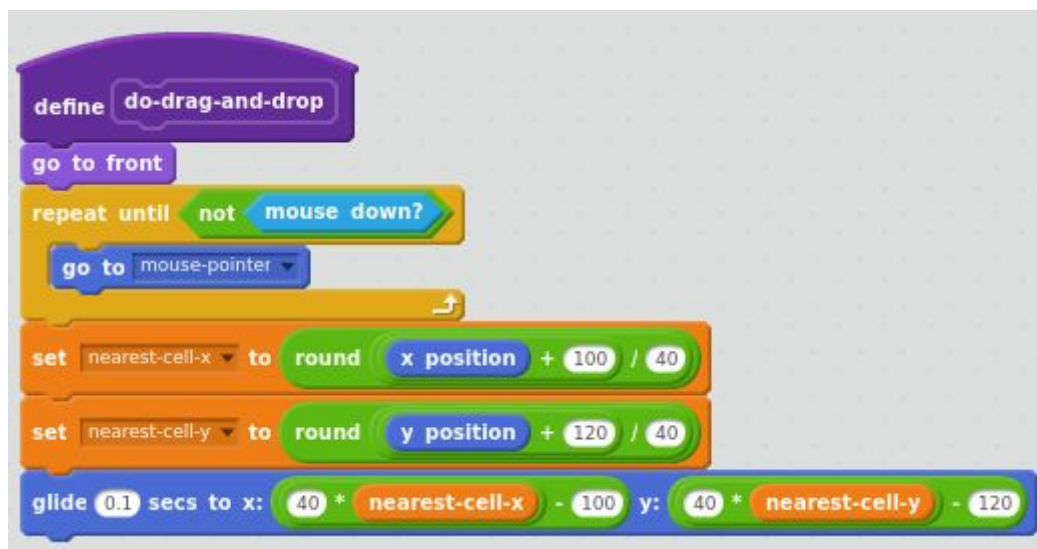 define do-drag-and-drop
go to front
repeat until not mouse down?
go to mouse-pointer
set nearest-cell-x to round x position + 100 / 40
set nearest-cell-y to round y position + 120 / 40
glide 0.1 secs to x: 40 * nearest-cell-x - 100 y: 40 * nearest-cell-y - 120